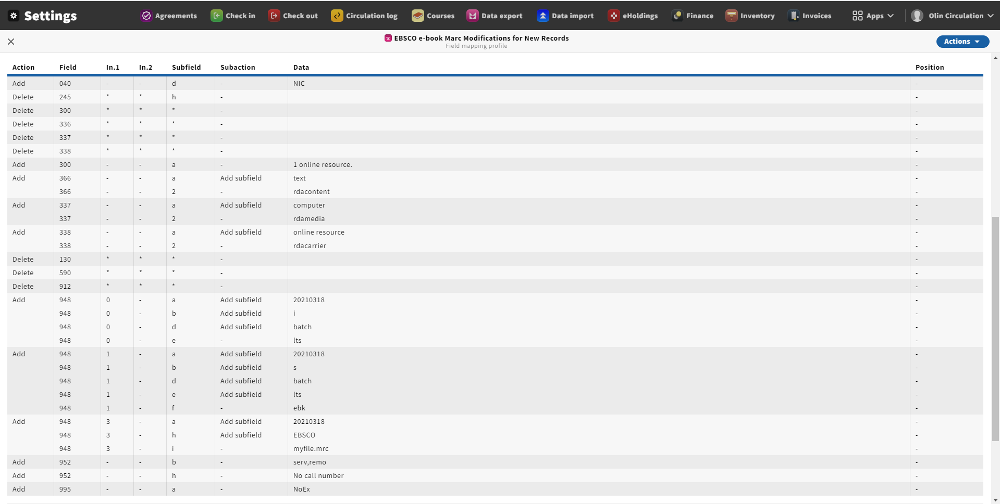 Settings Agreements Check in Check out Circulation log Courses Data export Data import eHoldings Finance Inventory Invoices Apps Olin Circulation
EBSCO e-book Marc Modifications for New Records
Field mapping profile
Actions
Action Field In.1 In.2 Subfield Subaction Data Position
Add 040 - - d - NIC -
Delete 245 * * h - -
Delete 300 * * * - -
Delete 336 * * * - -
Delete 337 * * * - -
Delete 338 * * * - -
Add 300 - - a - 1 online resource. -
Add 366 - - a Add subfield text -
366 - - 2 - rdacontent -
Add 337 - - a Add subfield computer -
337 - - 2 - rdamedia -
Add 338 - - a Add subfield online resource -
338 - - 2 - rdacarrier -
Delete 130 * * * - -
Delete 590 * * * - -
Delete 912 * * * - -
Add 948 0 - a Add subfield 20210318 -
948 0 - b Add subfield i -
948 0 - d Add subfield batch -
948 0 - e - lts -
Add 948 1 - a Add subfield 20210318 -
948 1 - b Add subfield s -
948 1 - d Add subfield batch -
948 1 - e Add subfield lts -
948 1 - f - ebk -
Add 948 3 - a Add subfield 20210318 -
948 3 - h Add subfield EBSCO -
948 3 - i - myfile.mrc -
Add 952 - - b - serv,remo -
Add 952 - - h - No call number -
Add 995 - - a - NoEx -